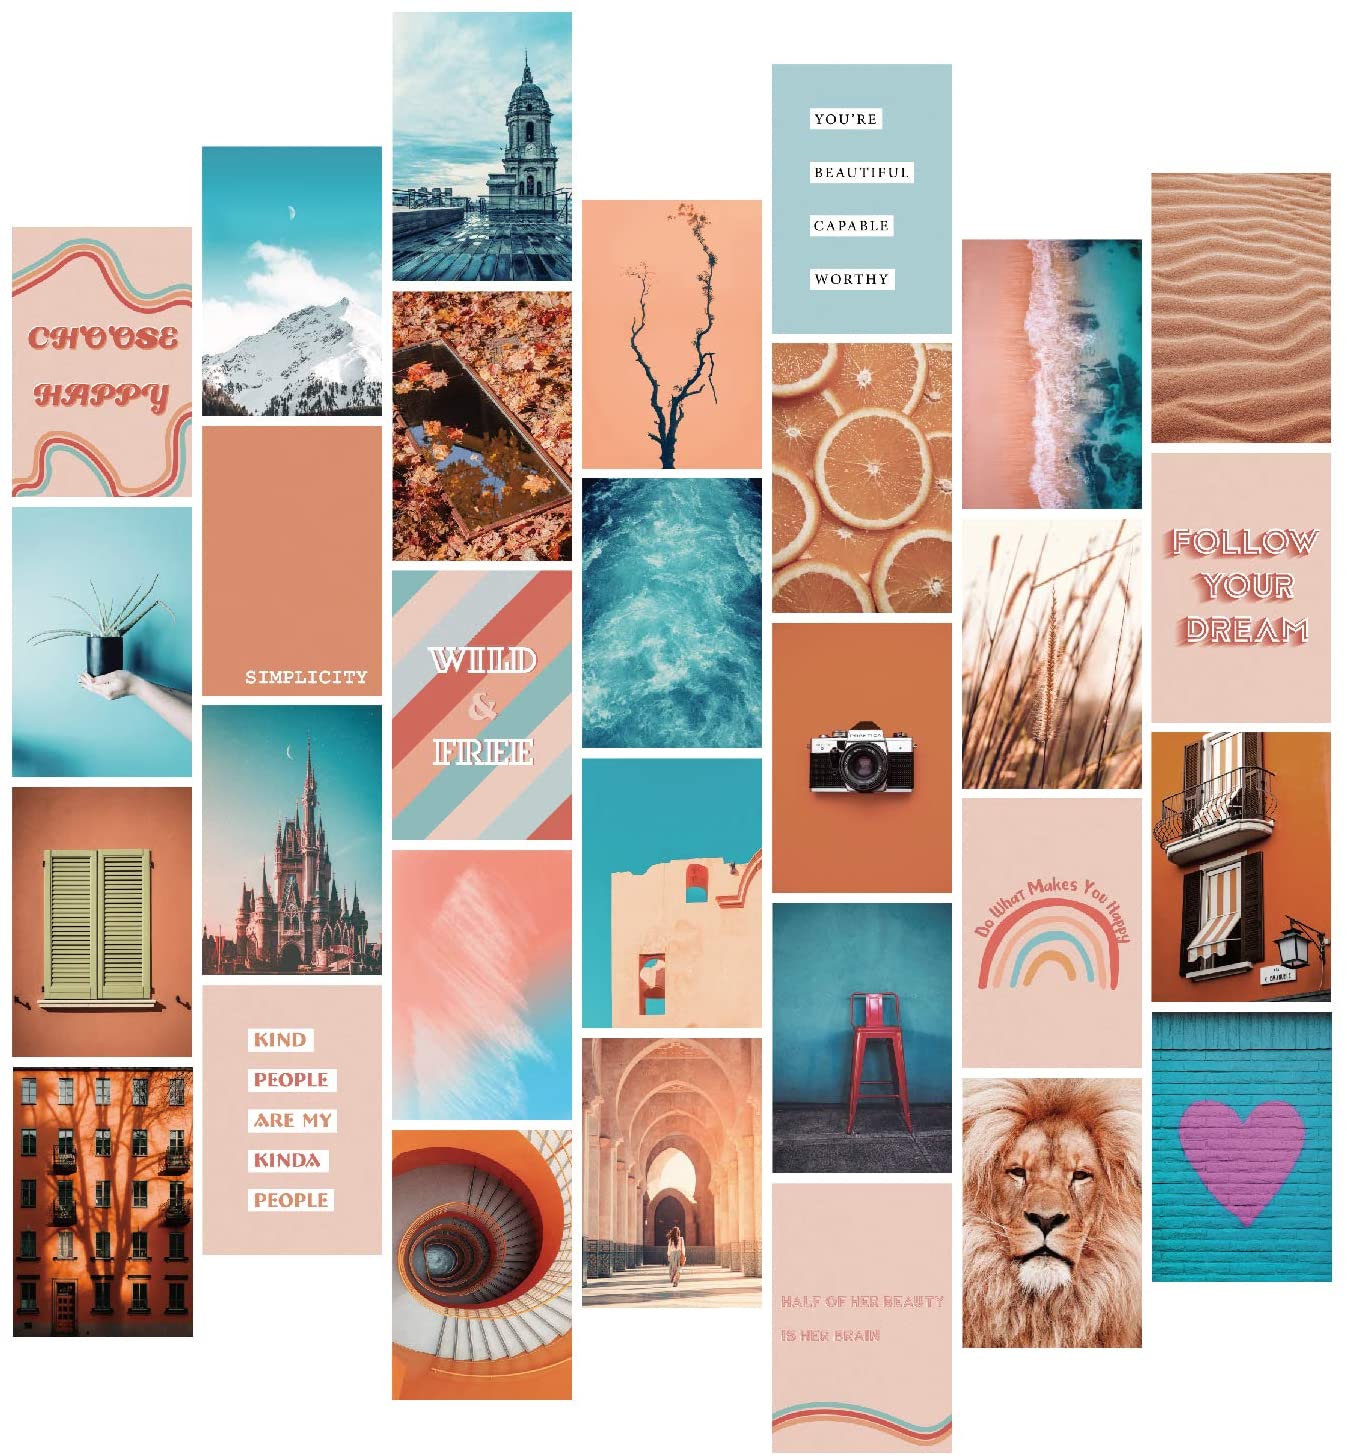 CHOOSE
HAPPY
SIMPLICITY
KIND
PEOPLE
ARE MY
KINDA
PEOPLE
WILD
&
FREE
YOU'RE
BEAUTIFUL
CAPABLE
WORTHY
PRAKTICA
HALF OF HER BEAUTY
IS HER BRAIN
Do What Makes You Happy
FOLLOW
YOUR
DREAM